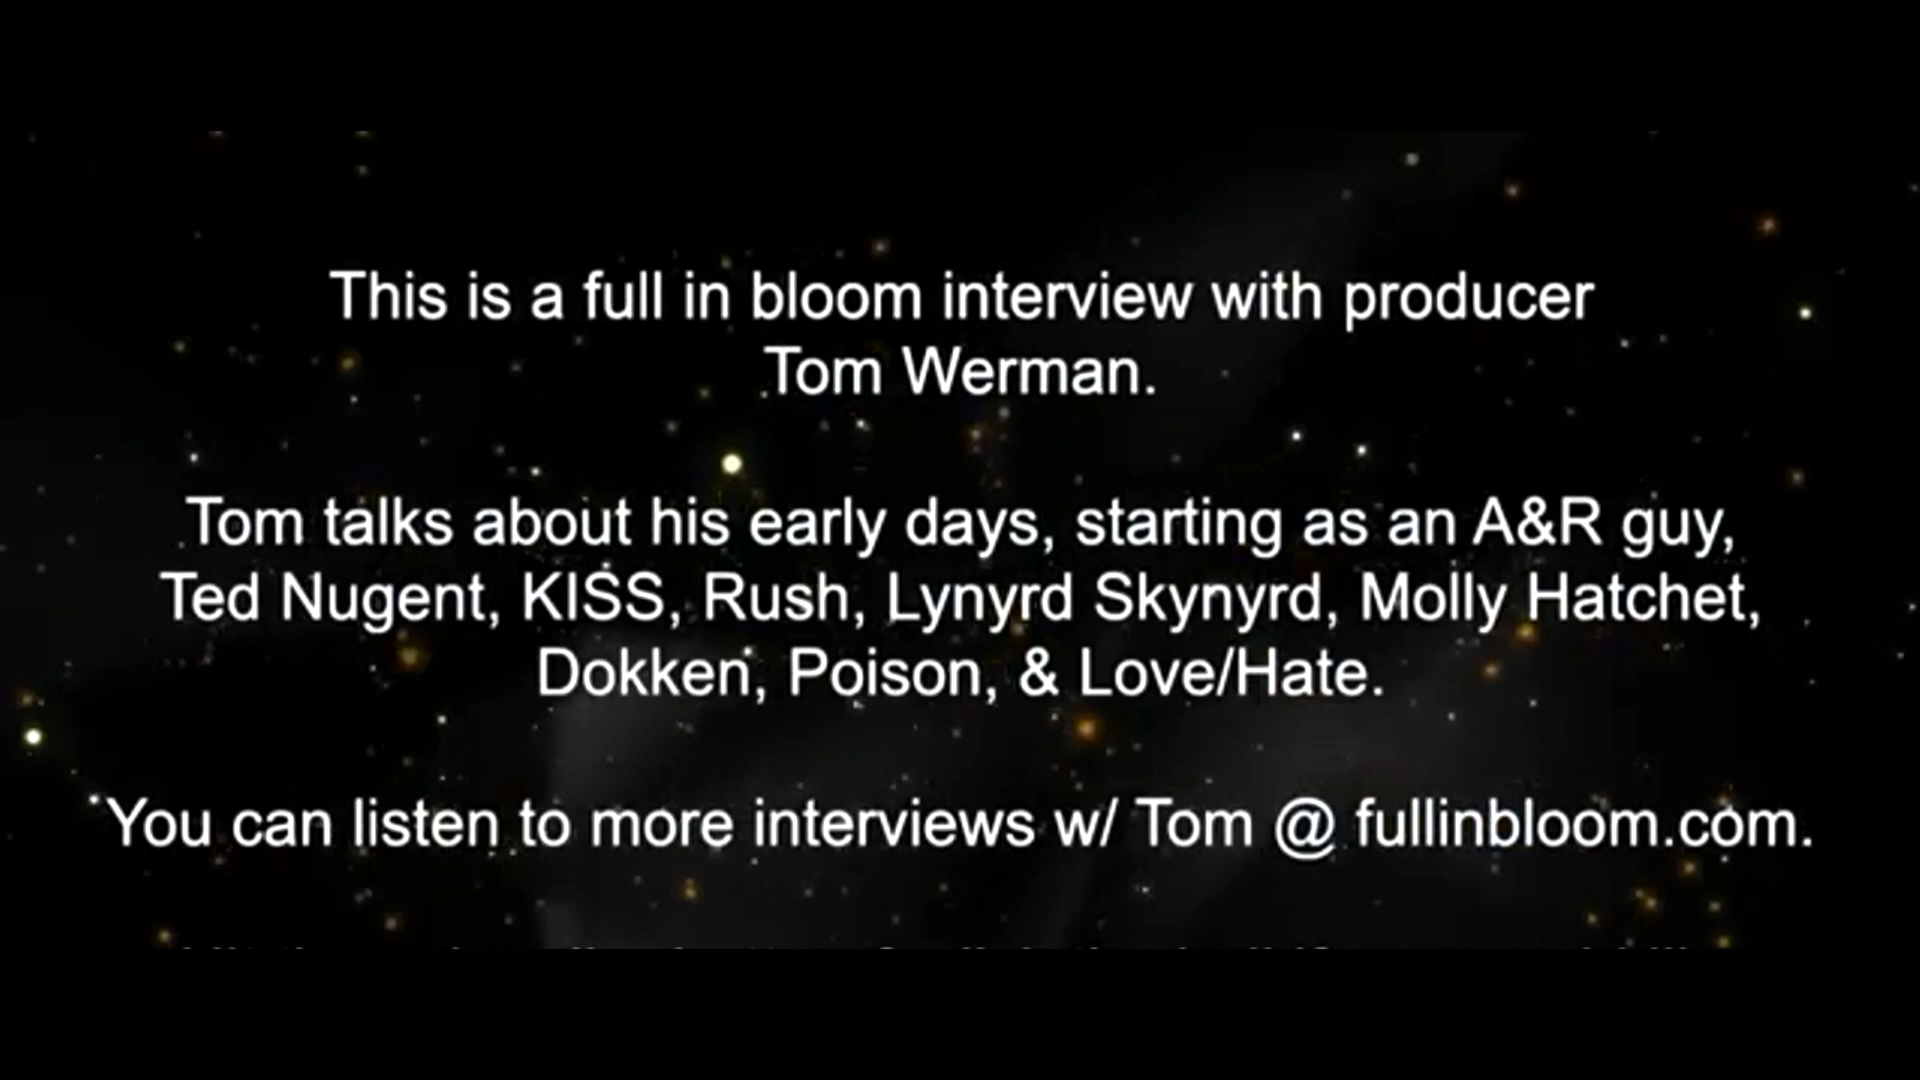 This is a full in bloom interview with producer
Tom Werman.
Tom talks about his early days, starting as an A&R guy,
Ted Nugent, KISS, Rush, Lynyrd Skynyrd, Molly Hatchet,
Dokken, Poison, & Love/Hate.
You can listen to more interviews w/ Tom @ fullinbloom.com.